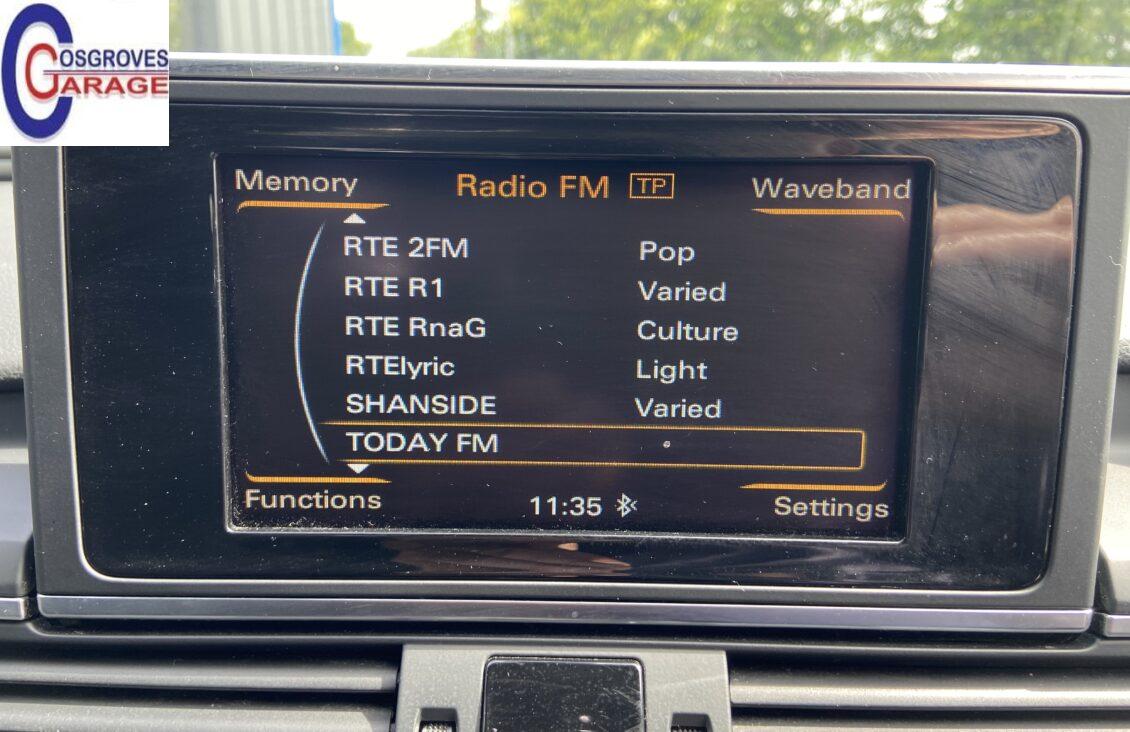 COSGROVES
GARAGE
Memory Radio FM TP Waveband
RTE 2FM Pop
RTE R1 Varied
RTE RnaG Culture
RTElyric Light
SHANSIDE Varied
TODAY FM
Functions 11:35 Settings